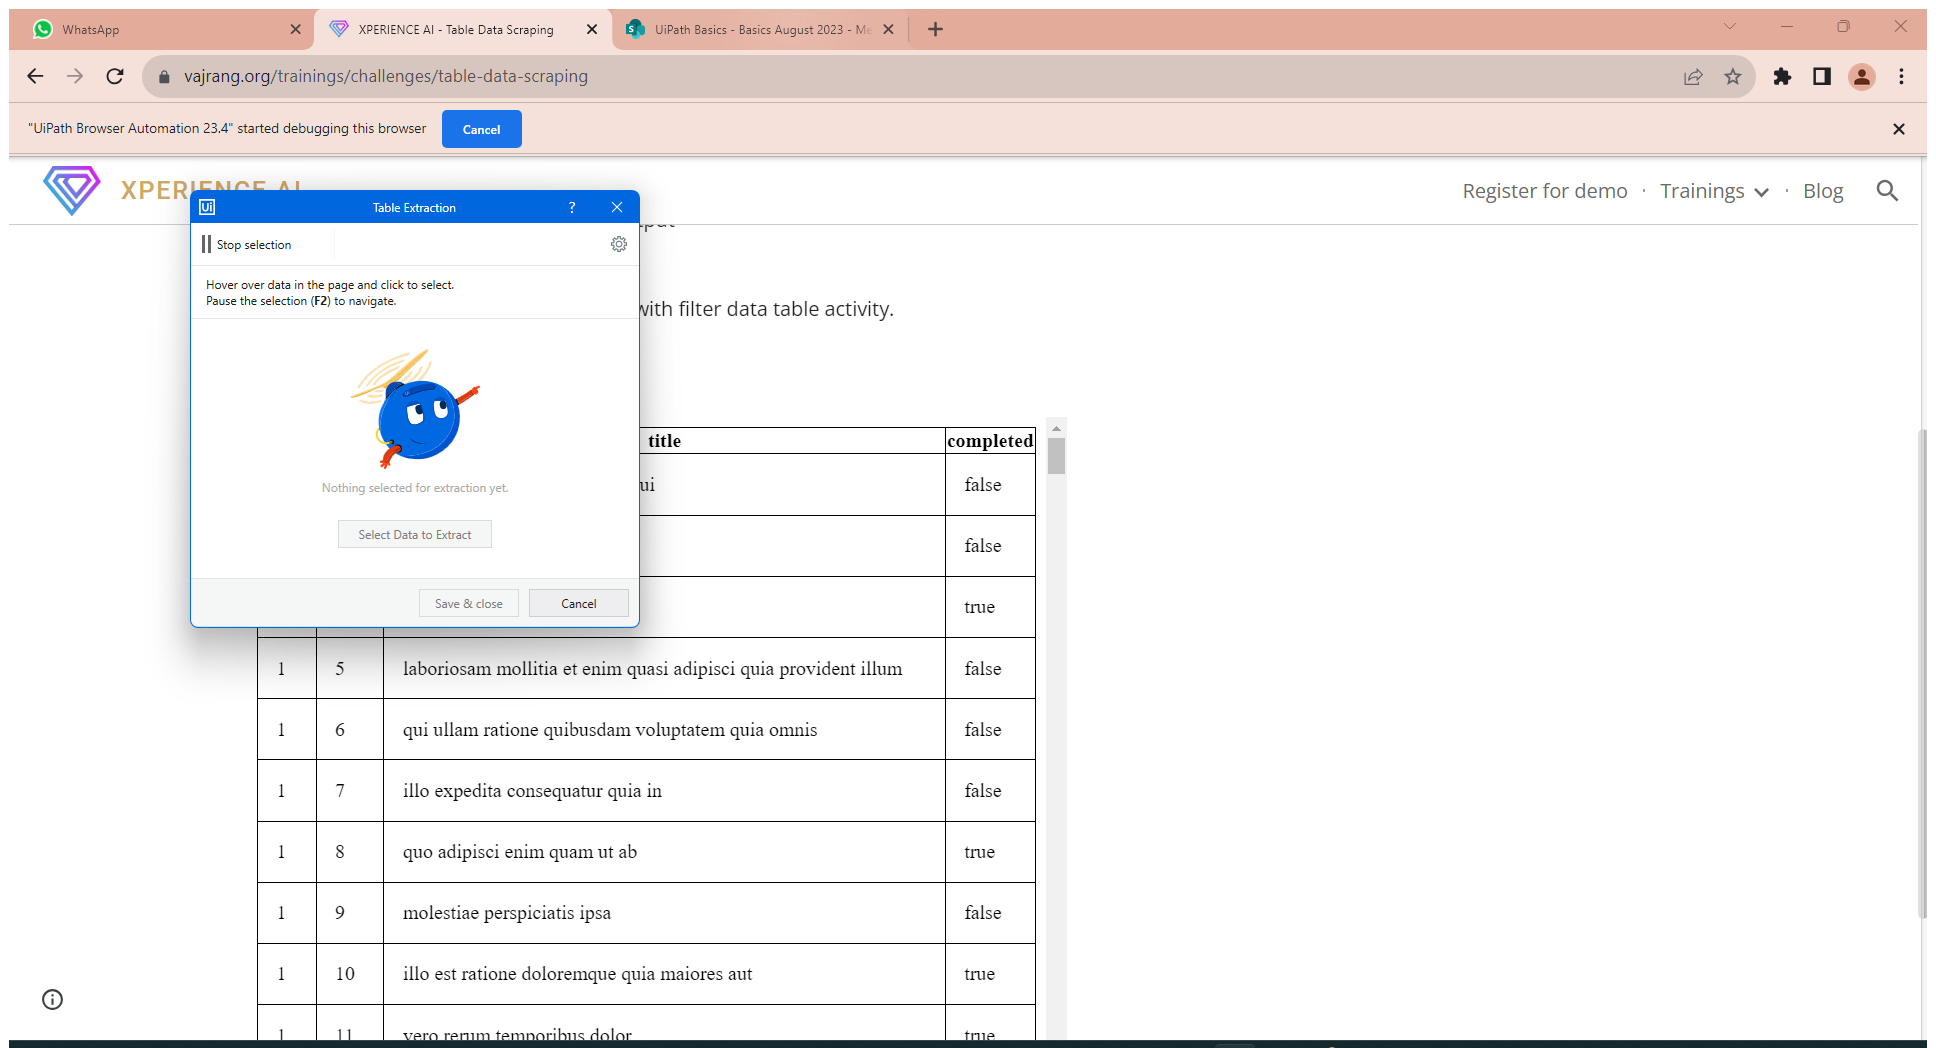 WhatsApp
XPERIENCE AI - Table Data Scraping
UiPath Basics - Basics August 2023 - Me
vajrang.org/trainings/challenges/table-data-scraping
"UiPath Browser Automation 23.4" started debugging this browser
Cancel
XPERIENCE AI
Register for demo · Trainings · Blog
Ui
Table Extraction
?
Stop selection
Hover over data in the page and click to select.
Pause the selection (F2) to navigate.
with filter data table activity.
Nothing selected for extraction yet.
Select Data to Extract
Save & close
Cancel
title completed
ui false
false
true
1 5 laboriosam mollitia et enim quasi adipisci quia provident illum false
1 6 qui ullam ratione quibusdam voluptatem quia omnis false
1 7 illo expedita consequatur quia in false
1 8 quo adipisci enim quam ut ab true
1 9 molestiae perspiciatis ipsa false
1 10 illo est ratione doloremque quia maiores aut true
1 11 vero rerum temporibus dolor true